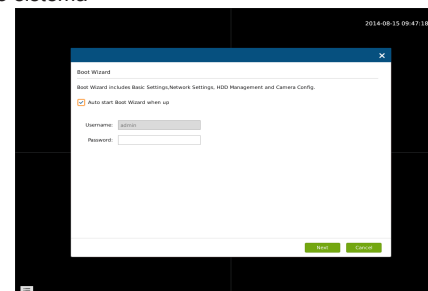 2014-08-15 09:47:18
Boot Wizard
Boot Wizard includes Basic Settings,Network Settings, HDD Management and Camera Config.
Auto start Boot Wizard when up
Username: admin
Password:
Next Cancel